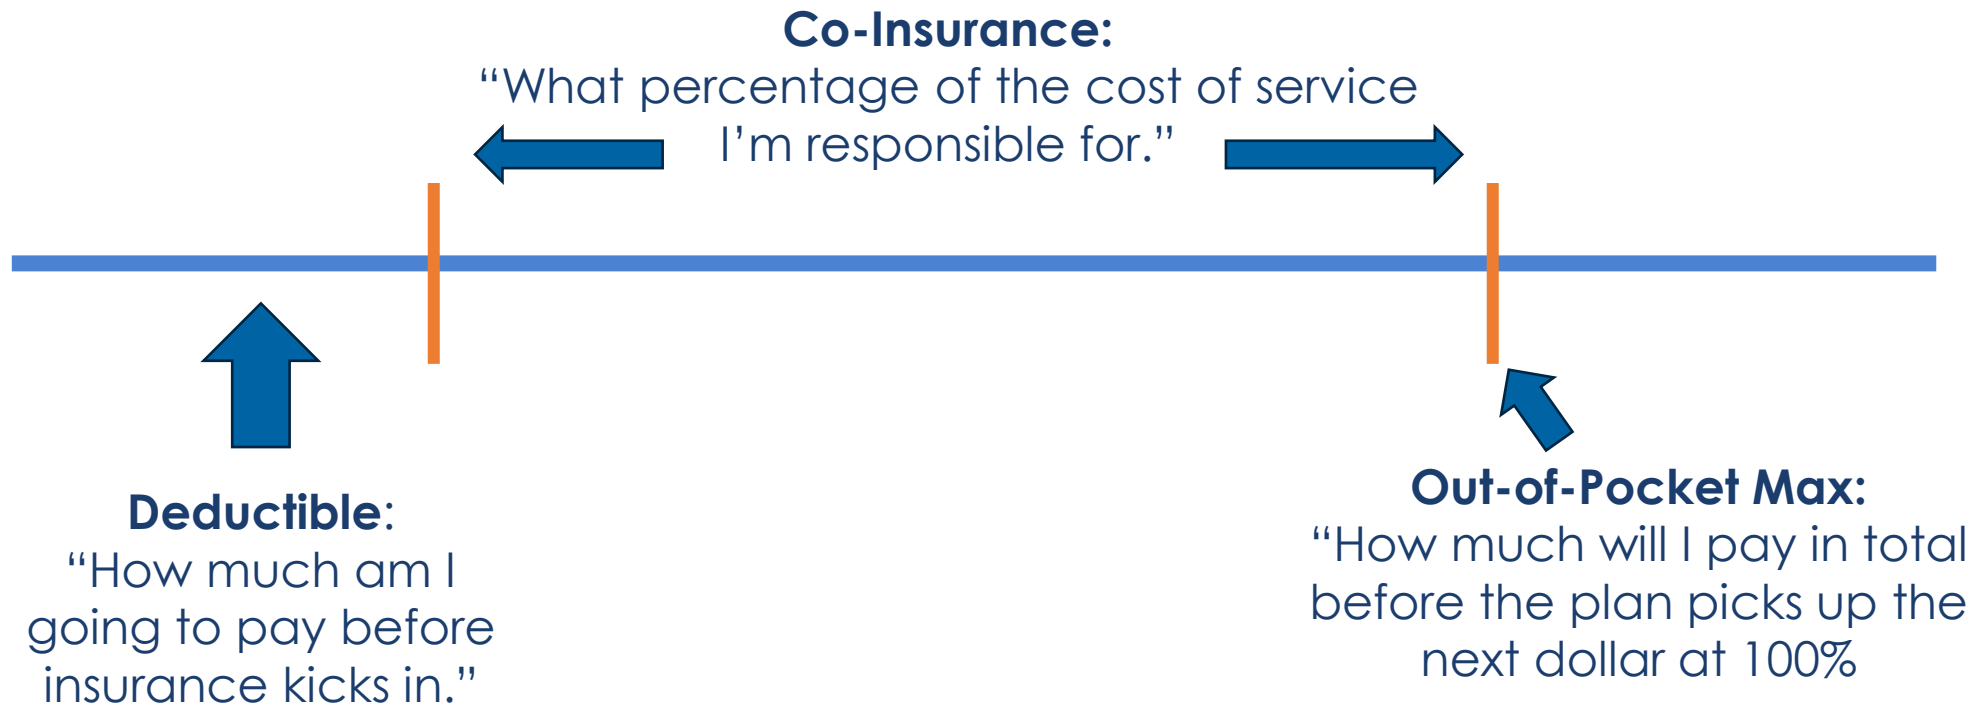 Co-Insurance:
“What percentage of the cost of service
I’m responsible for.”
Deductible:
“How much am I
going to pay before
insurance kicks in.”
Out-of-Pocket Max:
“How much will I pay in total
before the plan picks up the
next dollar at 100%